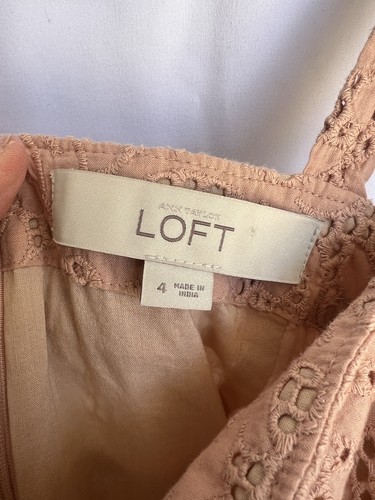 ANN TAYLOR
LOFT
4
MADE IN
INDIA